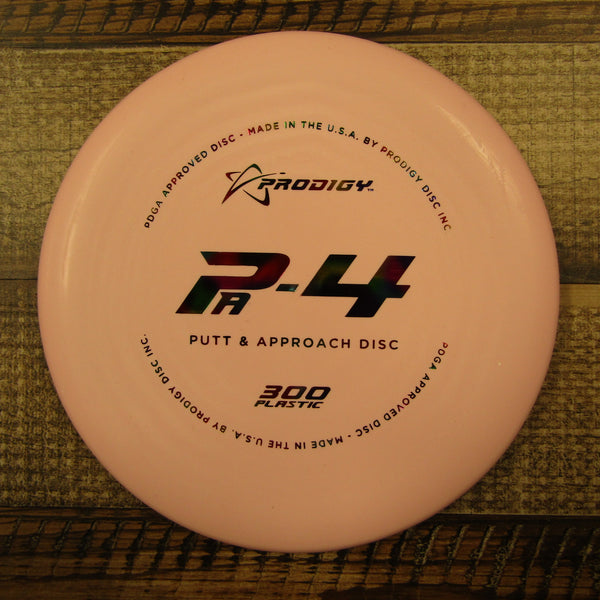 PDGA APPROVED DISC - MADE IN THE U.S.A. BY PRODIGY DISC INC
PRODIGY™
PA-4
PUTT & APPROACH DISC
300
PLASTIC
PDGA APPROVED DISC - MADE IN THE U.S.A. BY PRODIGY DISC INC.